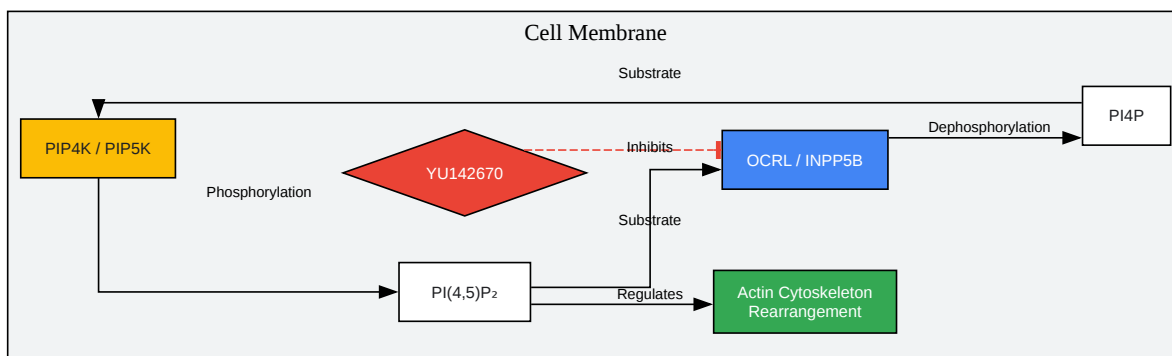 Cell Membrane
Substrate
PI4P
PIP4K / PIP5K
Dephosphorylation
Inhibits
OCRL / INPP5B
YU142670
Phosphorylation
Substrate
PI(4,5)P₂
Regulates
Actin Cytoskeleton
Rearrangement